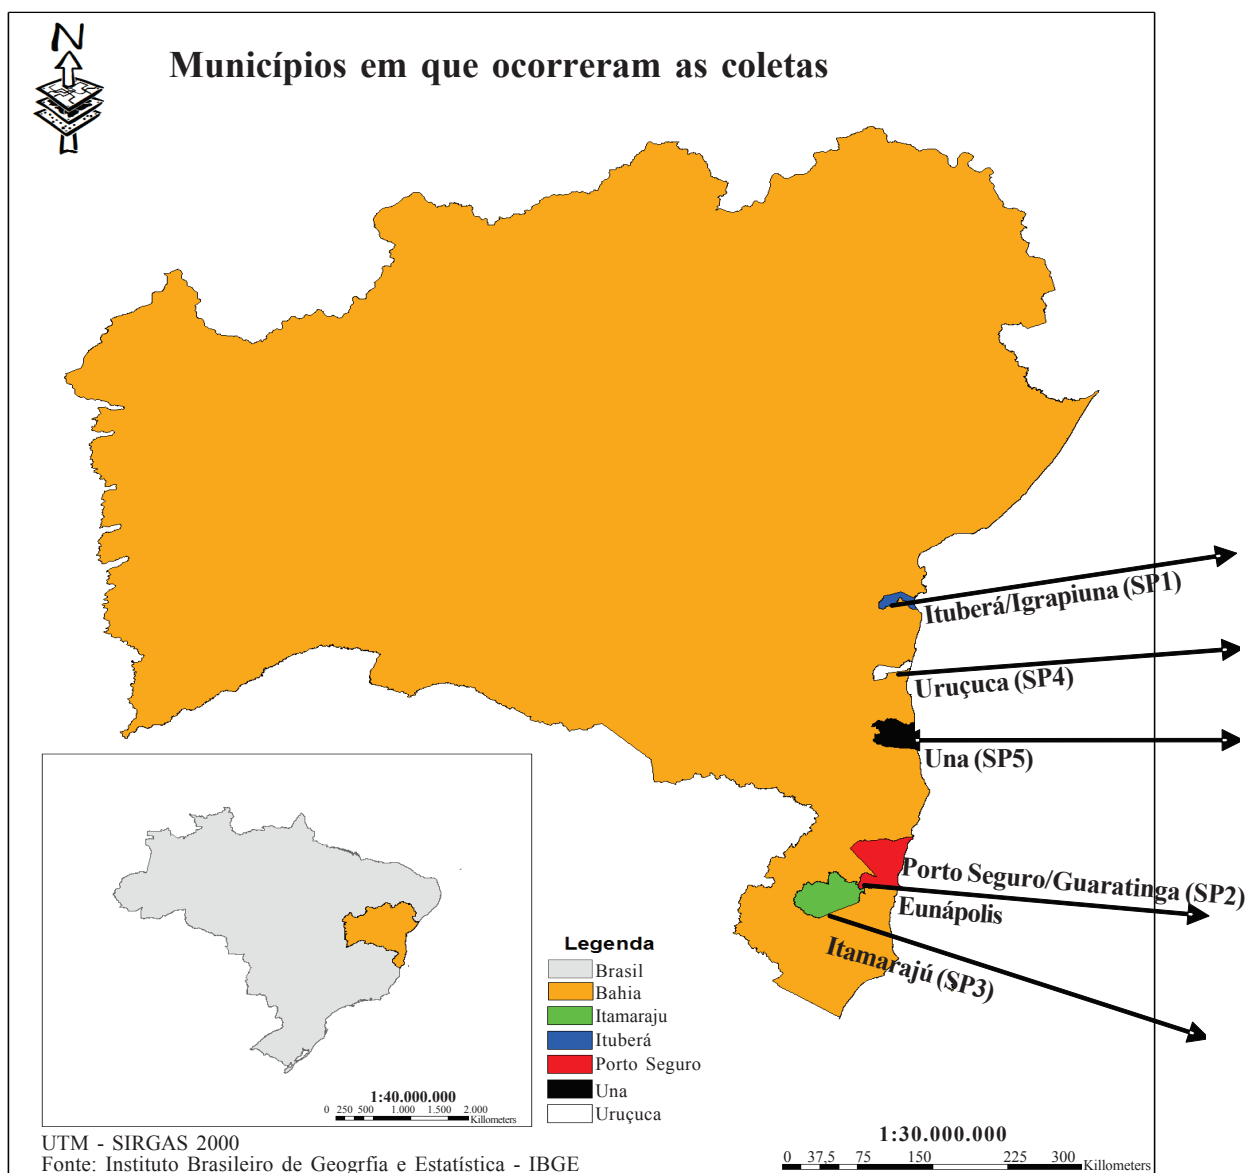 N
Municípios em que ocorreram as coletas
Ituberá/Igrapiuna (SP1)
Uruçuca (SP4)
Una (SP5)
Porto Seguro/Guaratinga (SP2)
Eunápolis
Itamarajú (SP3)
Legenda
Brasil
Bahia
Itamaraju
Ituberá
Porto Seguro
Una
Uruçuca
1:40.000.000
0 250 500 1.000 1.500 2.000
Killometers
UTM - SIRGAS 2000
Fonte: Instituto Brasileiro de Geogrfia e Estatística - IBGE
1:30.000.000
0 37,5 75 150 225 300
Killometers